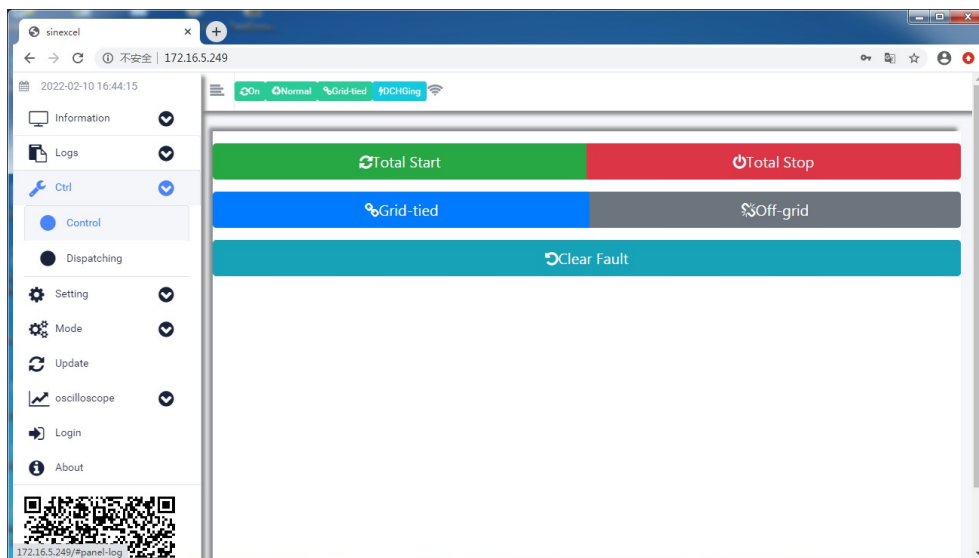 sinexcel
不安全 | 172.16.5.249
2022-02-10 16:44:15
On Normal Grid-tied DCHGing
Information
Logs
Ctrl
Control
Dispatching
Setting
Mode
Update
oscilloscope
Login
About
Total Start Total Stop
Grid-tied Off-grid
Clear Fault
172.16.5.249/#panel-log